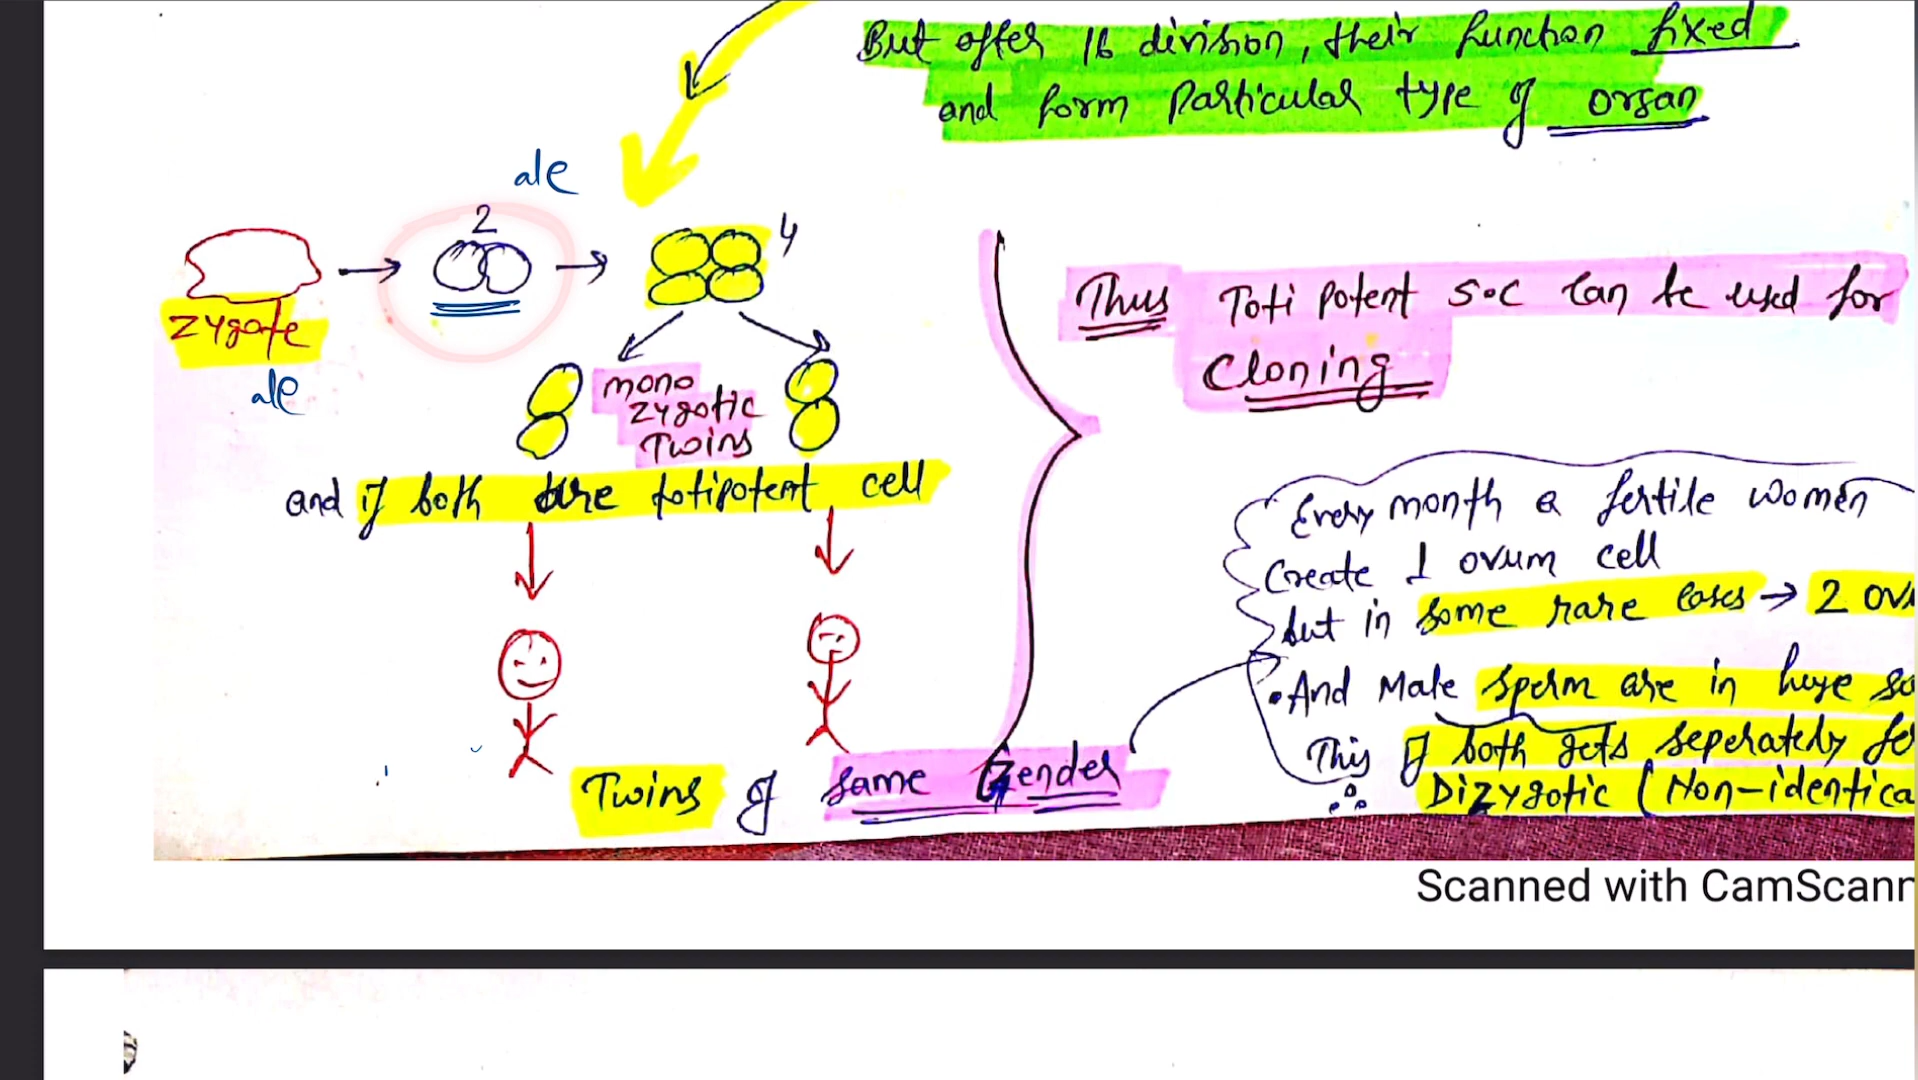 But after 16 division, their function fixed
and form Particular type of organ
ale
2
4
Zygote
ale
mono
zygotic
Twins
and if both are totipotent cell
Twins of same Gender
Thus Toti potent S.C can be used for
Cloning
Every month a fertile women
Create 1 ovum cell
but in some rare cases → 2
• And Male sperm are in huge
This if both gets seperately
Dizygotic (Non-identica
Scanned with CamScann